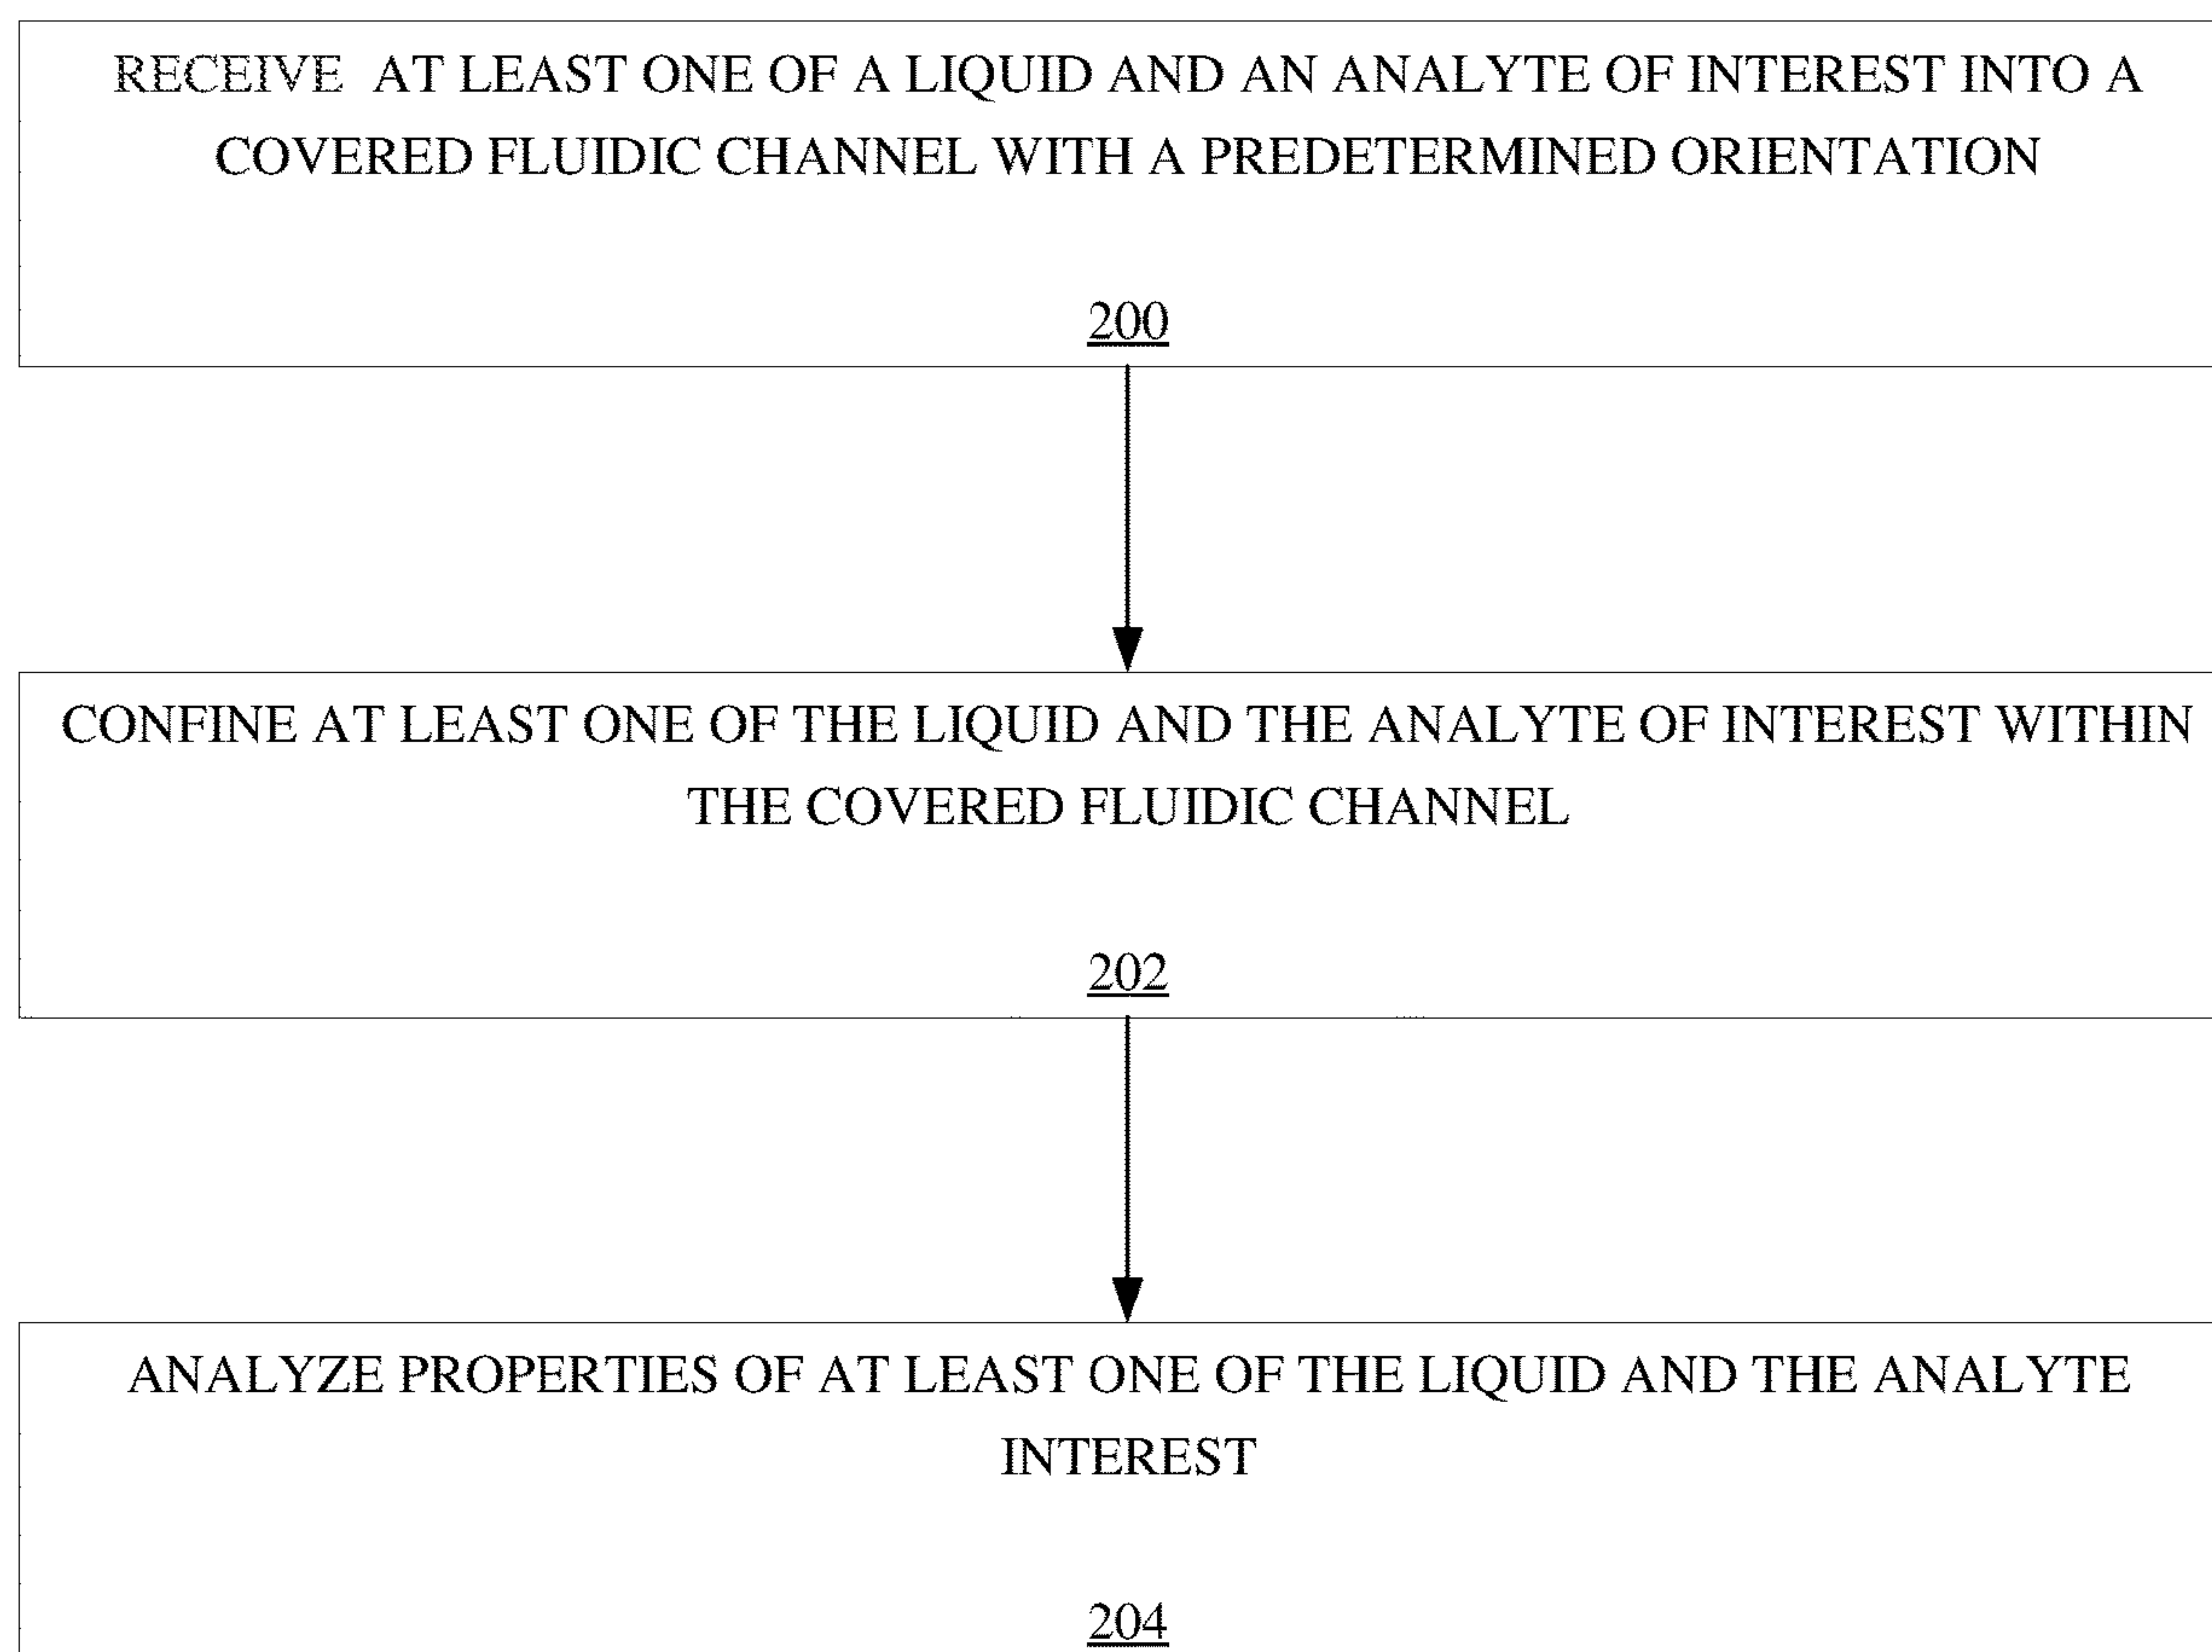 RECEIVE AT LEAST ONE OF A LIQUID AND AN ANALYTE OF INTEREST INTO A
COVERED FLUIDIC CHANNEL WITH A PREDETERMINED ORIENTATION
200
CONFINE AT LEAST ONE OF THE LIQUID AND THE ANALYTE OF INTEREST WITHIN
THE COVERED FLUIDIC CHANNEL
202
ANALYZE PROPERTIES OF AT LEAST ONE OF THE LIQUID AND THE ANALYTE
INTEREST
204